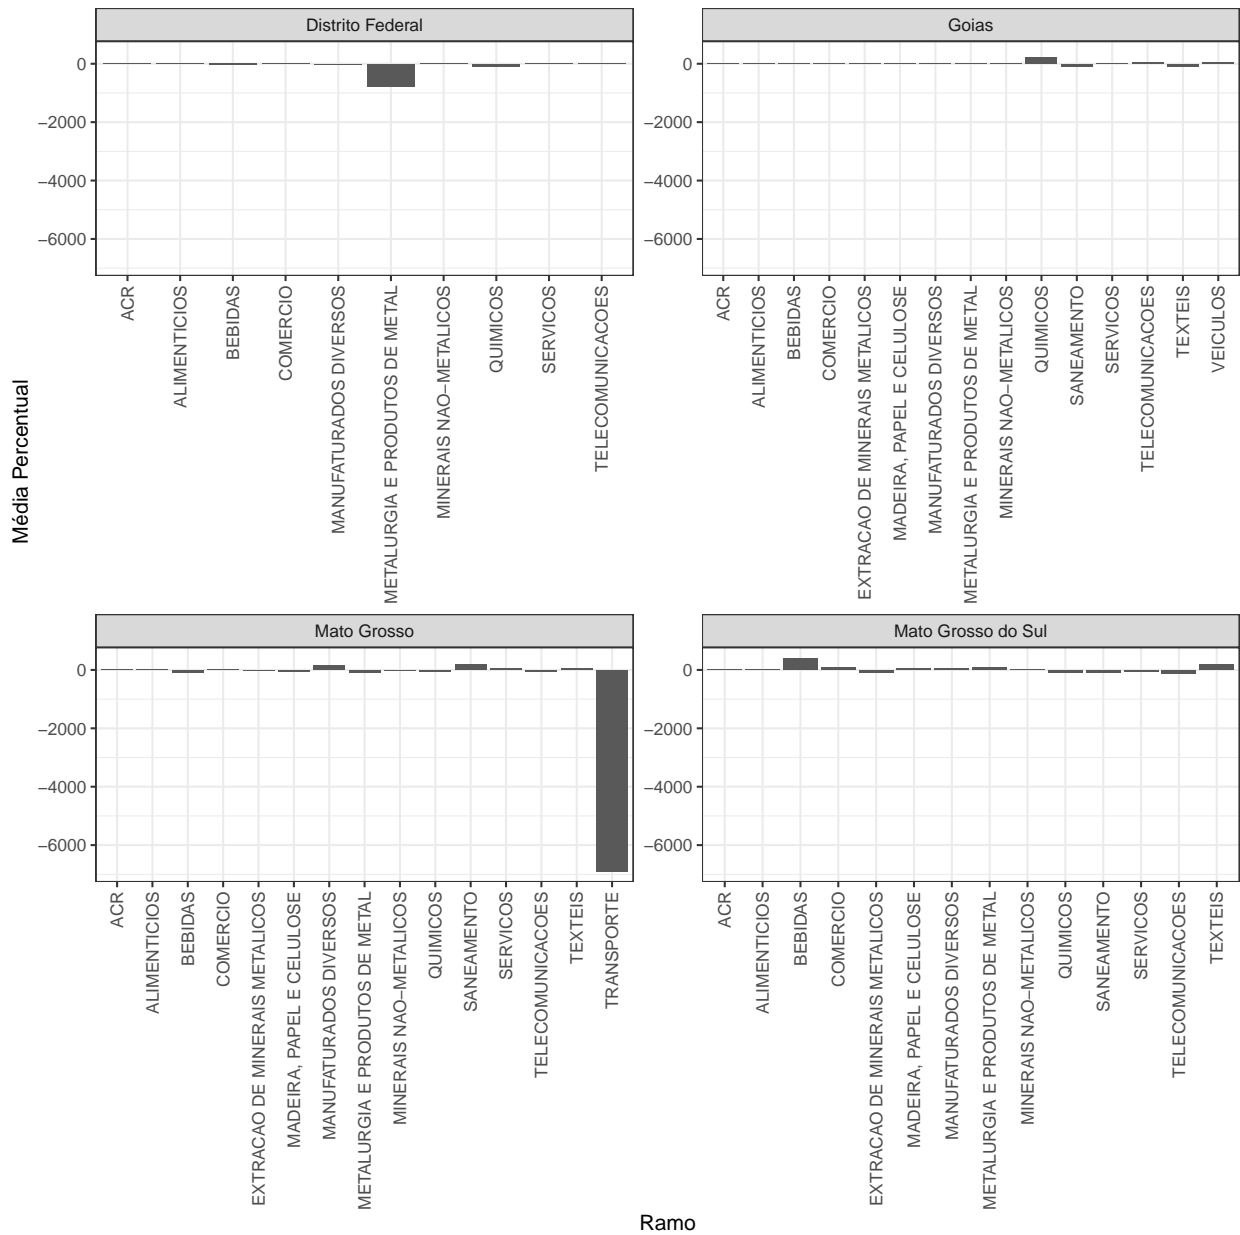 Distrito Federal
Goias
0
−2000
−4000
−6000
0
−2000
−4000
−6000
ACR
ALIMENTICIOS
BEBIDAS
COMERCIO
MANUFATURADOS DIVERSOS
METALURGIA E PRODUTOS DE METAL
MINERAIS NAO−METALICOS
QUIMICOS
SERVICOS
TELECOMUNICACOES
ACR
ALIMENTICIOS
BEBIDAS
COMERCIO
EXTRACAO DE MINERAIS METALICOS
MADEIRA, PAPEL E CELULOSE
MANUFATURADOS DIVERSOS
METALURGIA E PRODUTOS DE METAL
MINERAIS NAO−METALICOS
QUIMICOS
SANEAMENTO
SERVICOS
TELECOMUNICACOES
TEXTEIS
VEICULOS
Média Percentual
Mato Grosso
Mato Grosso do Sul
0
−2000
−4000
−6000
0
−2000
−4000
−6000
ACR
ALIMENTICIOS
BEBIDAS
COMERCIO
EXTRACAO DE MINERAIS METALICOS
MADEIRA, PAPEL E CELULOSE
MANUFATURADOS DIVERSOS
METALURGIA E PRODUTOS DE METAL
MINERAIS NAO−METALICOS
QUIMICOS
SANEAMENTO
SERVICOS
TELECOMUNICACOES
TEXTEIS
TRANSPORTE
ACR
ALIMENTICIOS
BEBIDAS
COMERCIO
EXTRACAO DE MINERAIS METALICOS
MADEIRA, PAPEL E CELULOSE
MANUFATURADOS DIVERSOS
METALURGIA E PRODUTOS DE METAL
MINERAIS NAO−METALICOS
QUIMICOS
SANEAMENTO
SERVICOS
TELECOMUNICACOES
TEXTEIS
Ramo